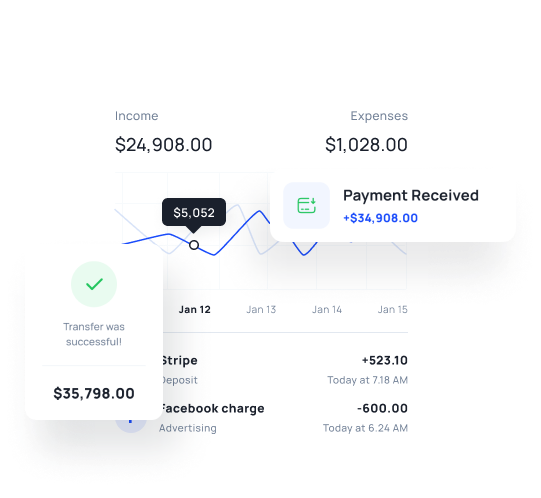 Income
Expenses
$24,908.00
$1,028.00
Payment Received
+$34,908.00
$5,052
Jan 12
Jan 13
Jan 14
Jan 15
Transfer was
successful!
$35,798.00
Stripe
+523.10
Deposit
Today at 7.18 AM
Facebook charge
-600.00
Advertising
Today at 6.24 AM